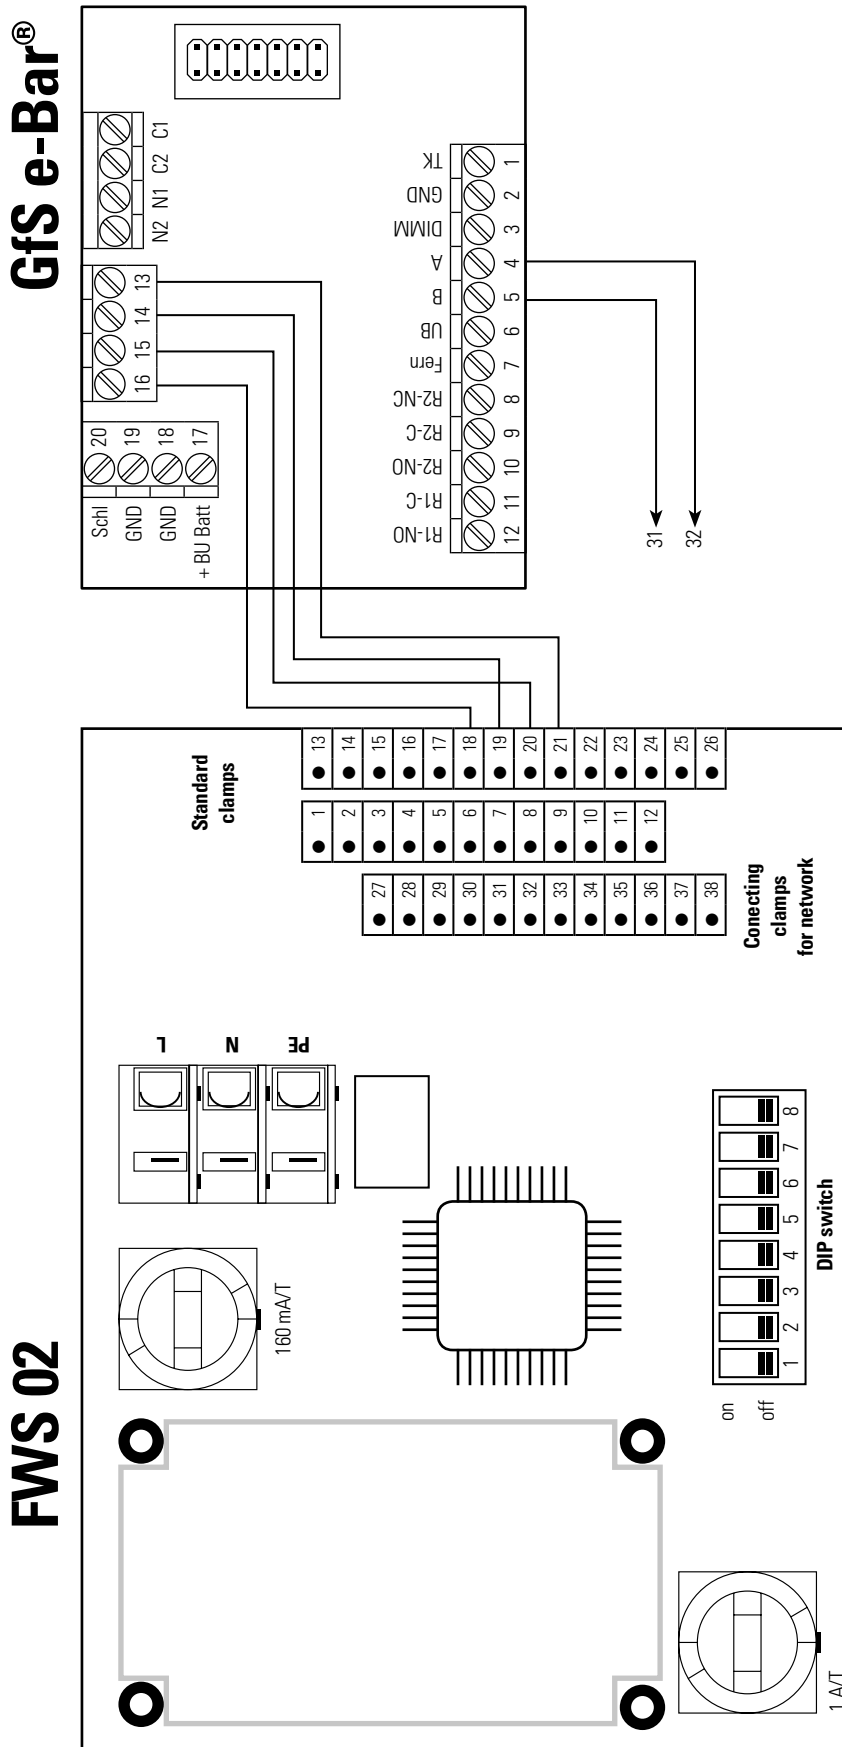 GfS e-Bar®
C1
C2
N1
N2
13
14
15
16
20
19
18
17
Schl
GND
GND
+ BU Batt
TK
GND
DIMM
A
B
UB
Fern
R2-NC
R2-C
R2-NO
R1-C
R1-NO
1
2
3
4
5
6
7
8
9
10
11
12
31
32
FWS 02
Standard
clamps
13
14
15
16
17
18
19
20
21
22
23
24
25
26
1
2
3
4
5
6
7
8
9
10
11
12
27
28
29
30
31
32
33
34
35
36
37
38
Conecting
clamps
for network
L
N
PE
160 mA/T
8
7
6
5
4
3
2
1
DIP switch
on
off
1 A/T